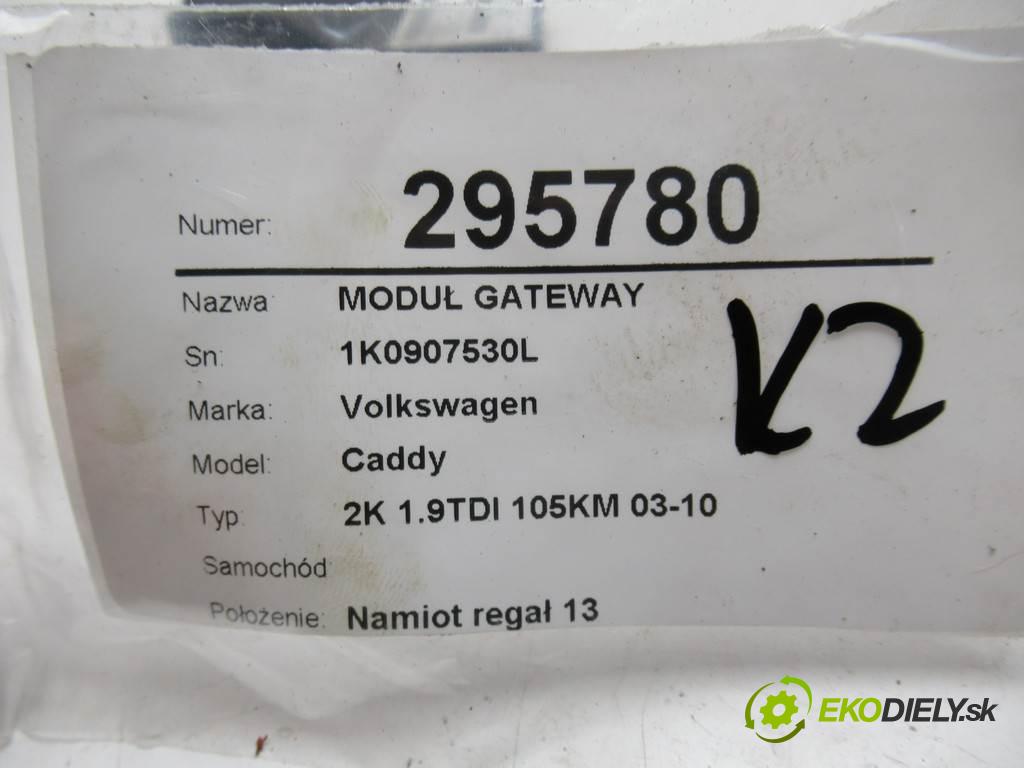 Numer: 295780
Nazwa MODUŁ GATEWAY
Sn: 1K0907530L
Marka: Volkswagen
Model: Caddy
Typ: 2K 1.9TDI 105KM 03-10
Samochód
Położenie: Namiot regał 13
K2
EKODIELY.sk